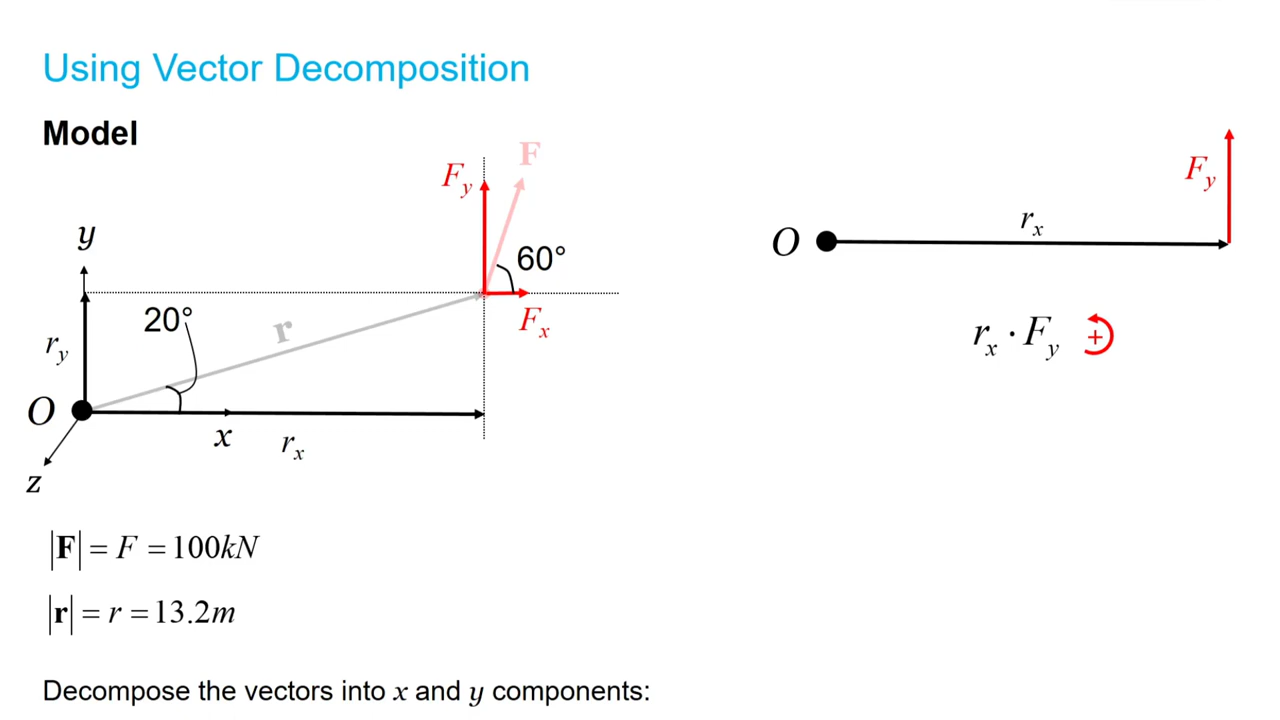 Using Vector Decomposition
Model
F
F_y
60°
F_x
y
20°
r
r_y
O
x
r_x
z
|F| = F = 100kN
|r| = r = 13.2m
Decompose the vectors into x and y components:
F_y
r_x
O
r_x · F_y +